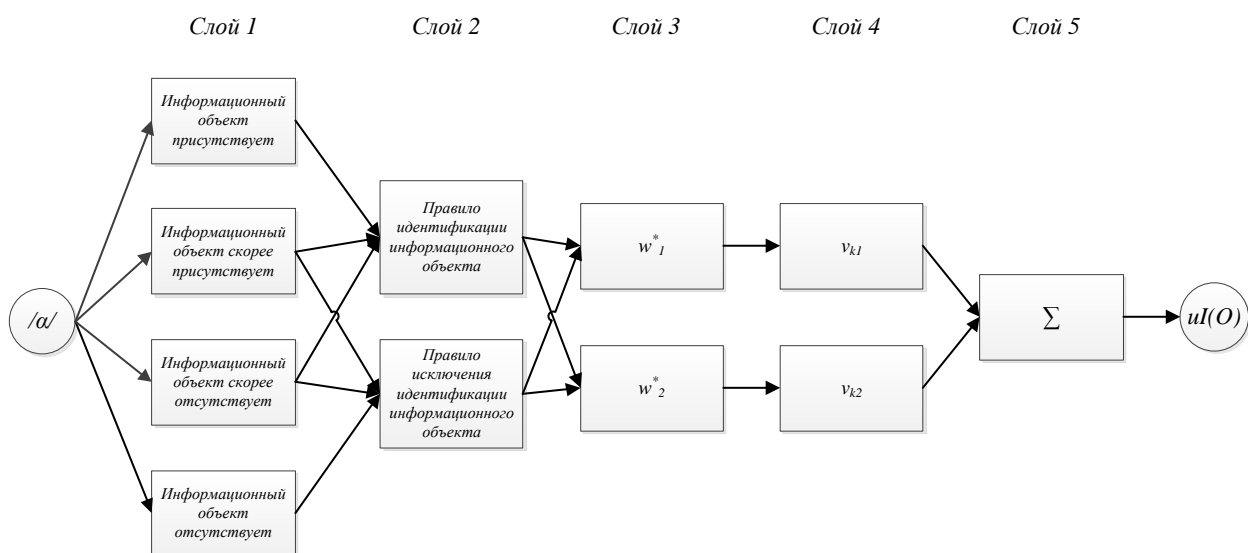 Слой 1
Слой 2
Слой 3
Слой 4
Слой 5
Информационный
объект
присутствует
Информационный
объект скорее
присутствует
Информационный
объект скорее
отсутствует
Информационный
объект
отсутствует
/α/
Правило
идентификации
информационного
объекта
Правило
исключения
идентификации
информационного
объекта
w*1
w*2
vk1
vk2
∑
uI(O)